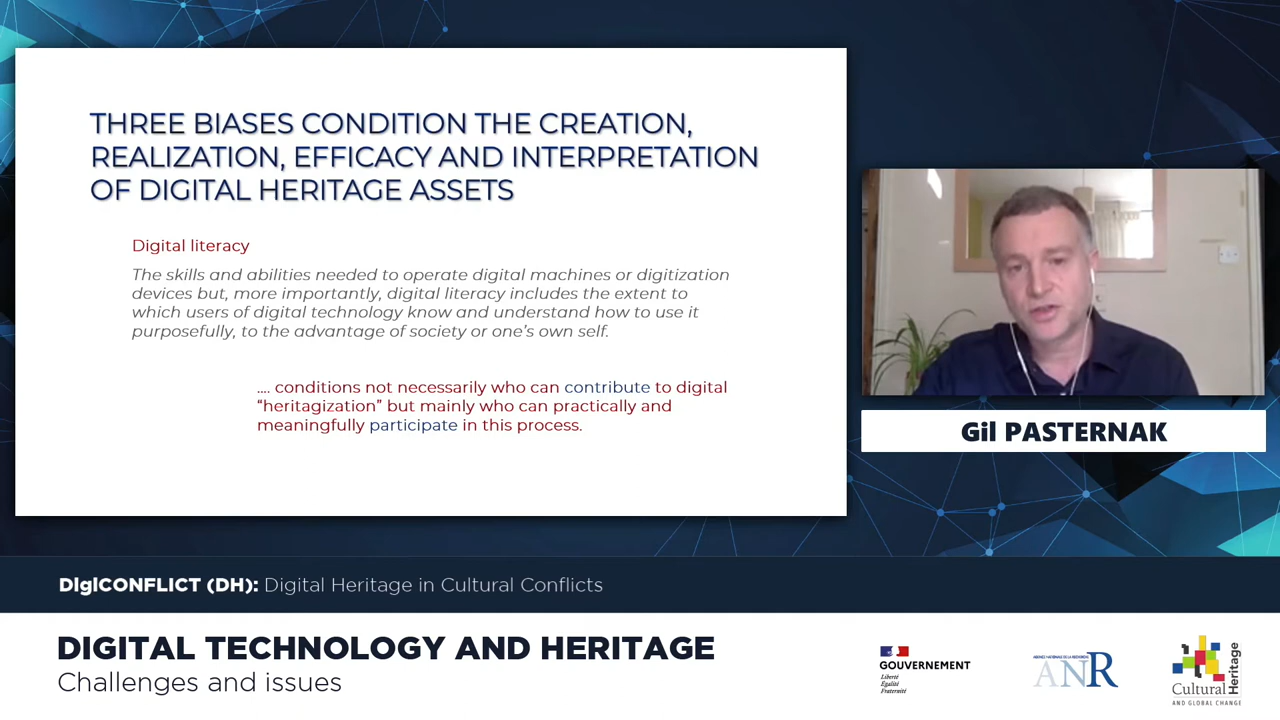 THREE BIASES CONDITION THE CREATION,
REALIZATION, EFFICACY AND INTERPRETATION
OF DIGITAL HERITAGE ASSETS
Digital literacy
The skills and abilities needed to operate digital machines or digitization
devices but, more importantly, digital literacy includes the extent to
which users of digital technology know and understand how to use it
purposefully, to the advantage of society or one's own self.
.... conditions not necessarily who can contribute to digital
“heritagization” but mainly who can practically and
meaningfully participate in this process.
Gil PASTERNAK
DIgiCONFLICT (DH): Digital Heritage in Cultural Conflicts
DIGITAL TECHNOLOGY AND HERITAGE
Challenges and issues
GOUVERNEMENT
Liberté
Égalité
Fraternité
AGENCE NATIONALE DE LA RECHERCHE
ANR
Cultural
Heritage
AND GLOBAL CHANGE